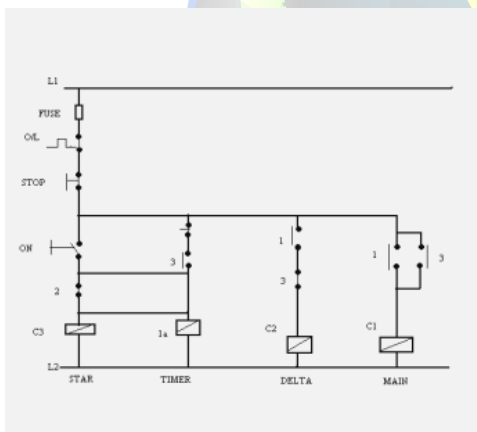 L1
FUSE
O/L
STOP
ON
3
1
1
3
2
3
C3
1a
C2
C1
L2
STAR
TIMER
DELTA
MAIN